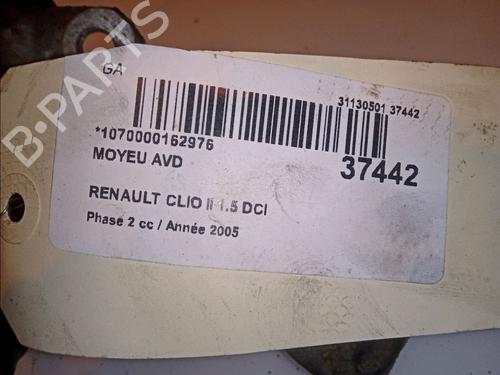 GA
31130501 37442
*1070000162976
37442
MOYEU AVD
RENAULT CLIO II 1.5 DCI
Phase 2 cc / Année 2005
B-PARTS